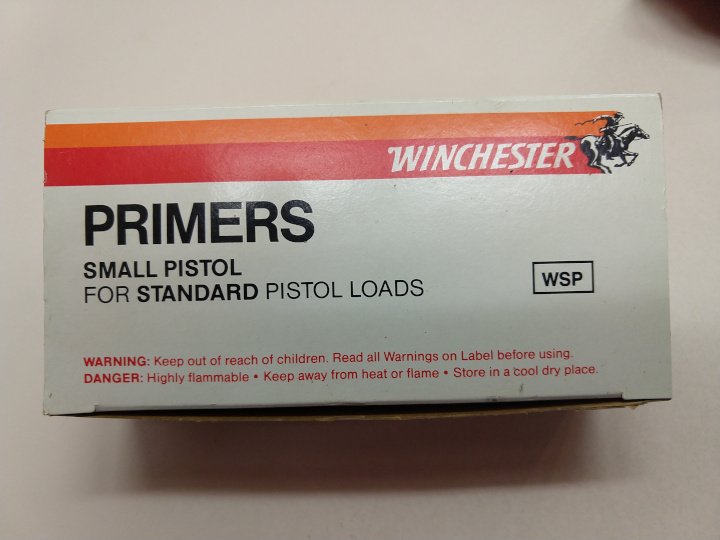 WINCHESTER
PRIMERS
SMALL PISTOL
FOR STANDARD PISTOL LOADS
WSP
WARNING: Keep out of reach of children. Read all Warnings on Label before using.
DANGER: Highly flammable • Keep away from heat or flame • Store in a cool dry place.